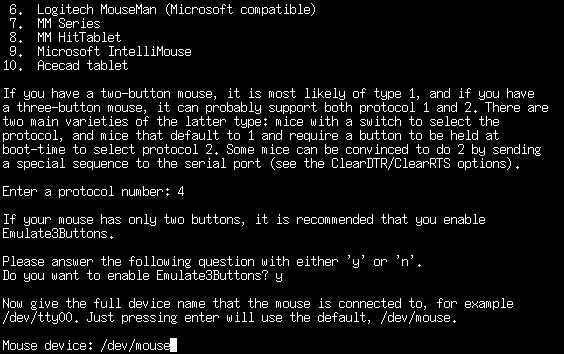 6. Logitech MouseMan (Microsoft compatible)
7. MM Series
8. MM HitTablet
9. Microsoft IntelliMouse
10. Acecad tablet
If you have a two-button mouse, it is most likely of type 1, and if you have
a three-button mouse, it can probably support both protocol 1 and 2. There are
two main varieties of the latter type: mice with a switch to select the
protocol, and mice that default to 1 and require a button to be held at
boot-time to select protocol 2. Some mice can be convinced to do 2 by sending
a special sequence to the serial port (see the ClearDTR/ClearRTS options).
Enter a protocol number: 4
If your mouse has only two buttons, it is recommended that you enable
Emulate3Buttons.
Please answer the following question with either 'y' or 'n'.
Do you want to enable Emulate3Buttons? y
Now give the full device name that the mouse is connected to, for example
/dev/tty00. Just pressing enter will use the default, /dev/mouse.
Mouse device: /dev/mouse